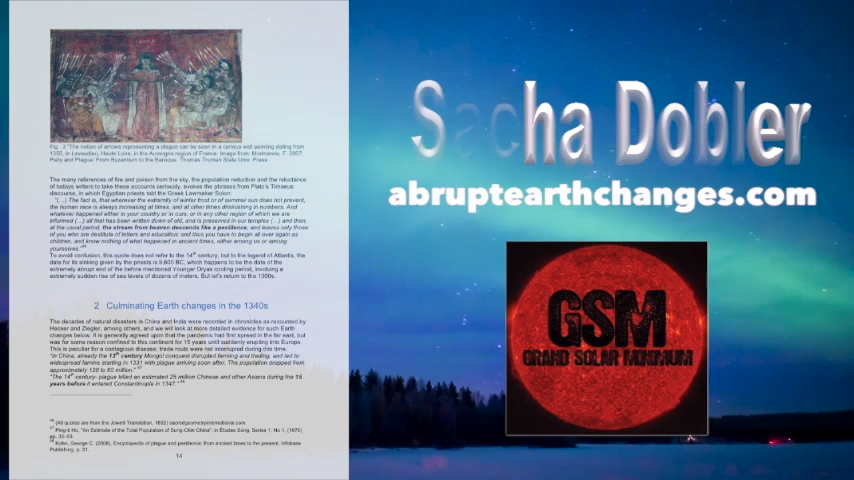 Fig. 3 "The notion of arrows representing a plague can be seen in a curious wall painting dating from
1355, in Lavaudieu, Haute Loire, in the Auvergne region of France. Image from: Mormando, F. 2007:
Piety and Plague: From Byzantium to the Baroque. Thomas Truman State Univ. Press.
The many references of fire and poison from the sky, the population reduction and the reluctance
of todays writers to take these accounts seriously, evokes the phrases from Plato's Timaeus
discourse, in which Egyptian priests told the Greek Lawmaker Solon:
"(…) The fact is, that wherever the extremity of winter frost or of summer sun does not prevent,
the human race is always increasing at times, and at other times diminishing in numbers. And
whatever happened either in your country or in ours, or in any other region of which we are
informed (…) all that has been written down of old, and is preserved in our temples (…) and then,
at the usual period, the stream from heaven descends like a pestilence, and leaves only those
of you who are destitute of letters and education; and thus you have to begin all over again as
children, and know nothing of what happened in ancient times, either among us or among
yourselves."46
To avoid confusion, this quote does not refer to the 14th century, but to the legend of Atlantis, the
date for its sinking given by the priests is 9,600 BC, which happens to be the date of the
extremely abrupt end of the before mentioned Younger Dryas cooling period, involving a
extremely sudden rise of sea levels of dozens of meters. But let's return to the 1300s.
2 Culminating Earth changes in the 1340s
The decades of natural disasters in China and India were recorded in chronicles as recounted by
Hecker and Ziegler, among others, and we will look at more detailed evidence for such Earth
changes below. It is generally agreed upon that the pandemic had first spread in the far east, but
was for some reason confined to this continent for 15 years until suddenly erupting into Europe.
This is peculiar for a contagious disease; trade routs were not interrupted during this time.
"In China, already the 13th century Mongol conquest disrupted farming and trading, and led to
widespread famine starting in 1331 with plague arriving soon after. The population dropped from
approximately 120 to 60 million." 47
"The 14th century- plague killed an estimated 25 million Chinese and other Asians during the 15
years before it entered Constantinople in 1347." 48
46 (All quotes are from the Jowett Translation, 1892) sacredgeometryinternational.com
47 Ping-ti Ho, "An Estimate of the Total Population of Sung-Chin China", in Études Song, Series 1, No 1, (1970)
pp. 33-53.
48 Kohn, George C. (2008). Encyclopedia of plague and pestilence: from ancient times to the present. Infobase
Publishing. p. 31.
14
Sacha Dobler
abruptearthchanges.com
GSM
GRAND SOLAR MINIMUM